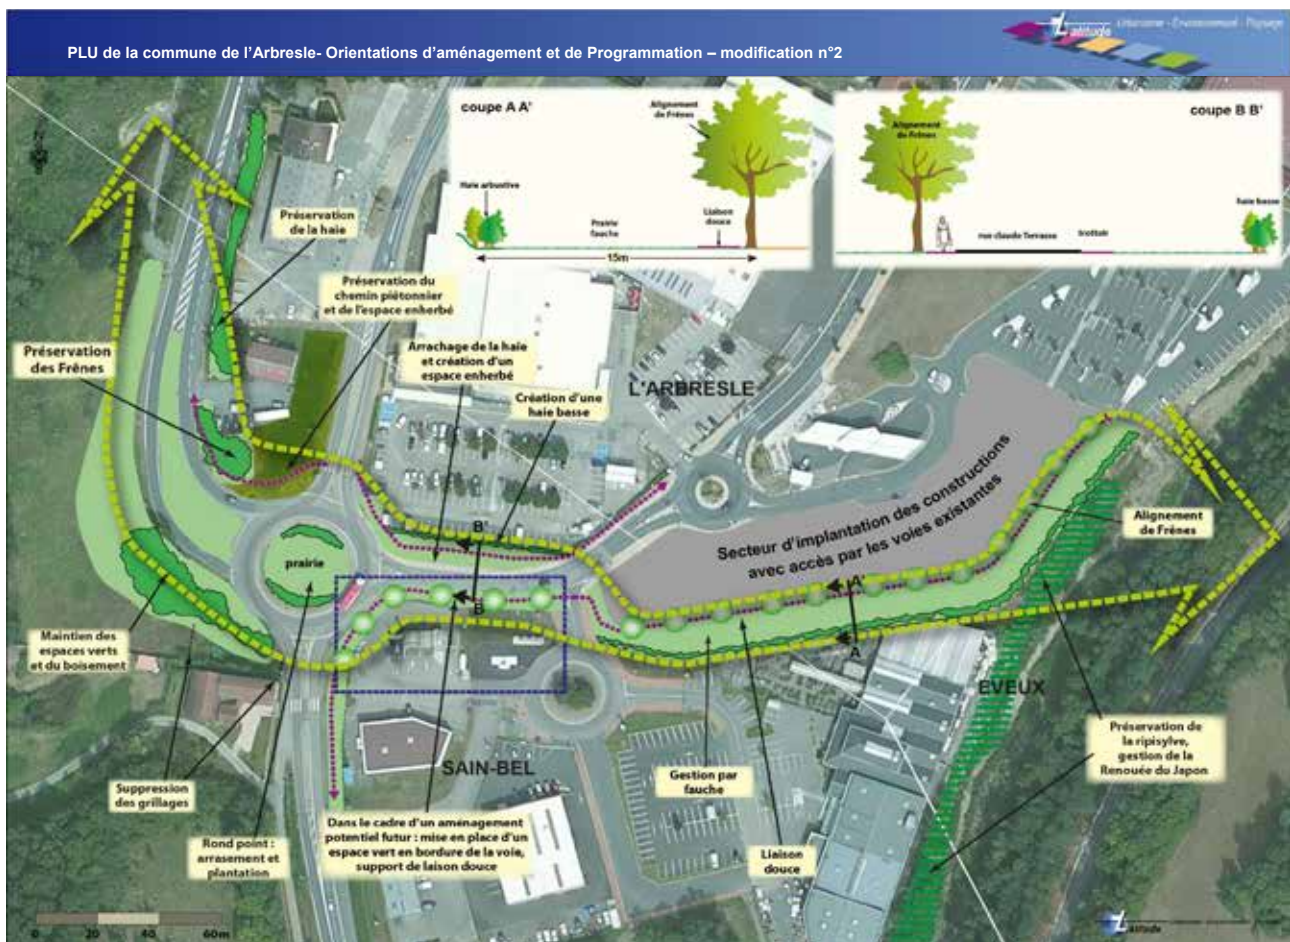 PLU de la commune de l'Arbresle- Orientations d'aménagement et de Programmation – modification n°2
Latitude
Urbanisme - Environnement - Paysage
N
coupe A A'
Alignement
de Frênes
Haie arbustive
Prairie
fauche
Liaison
douce
15m
coupe B B'
Alignement
de Frênes
rue claude Terrasse
trottoir
haie basse
Préservation
de la haie
Préservation du
chemin piétonnier
et de l'espace enherbé
Préservation
des Frênes
Arrachage de la haie
et création d'un
espace enherbé
Création d'une
haie basse
L'ARBRESLE
Secteur d'implantation des constructions
avec accès par les voies existantes
Alignement
de Frênes
B'
B
A'
A
prairie
Maintien des
espaces verts
et du boisement
EVEUX
Préservation de
la ripisylve,
gestion de la
Renouée du Japon
SAIN-BEL
Gestion par
fauche
Suppression
des grillages
Rond point :
arrasement et
plantation
Dans le cadre d'un aménagement
potentiel futur : mise en place d'un
espace vert en bordure de la voie,
support de laison douce
Liaison
douce
0 20 40 60m
Latitude